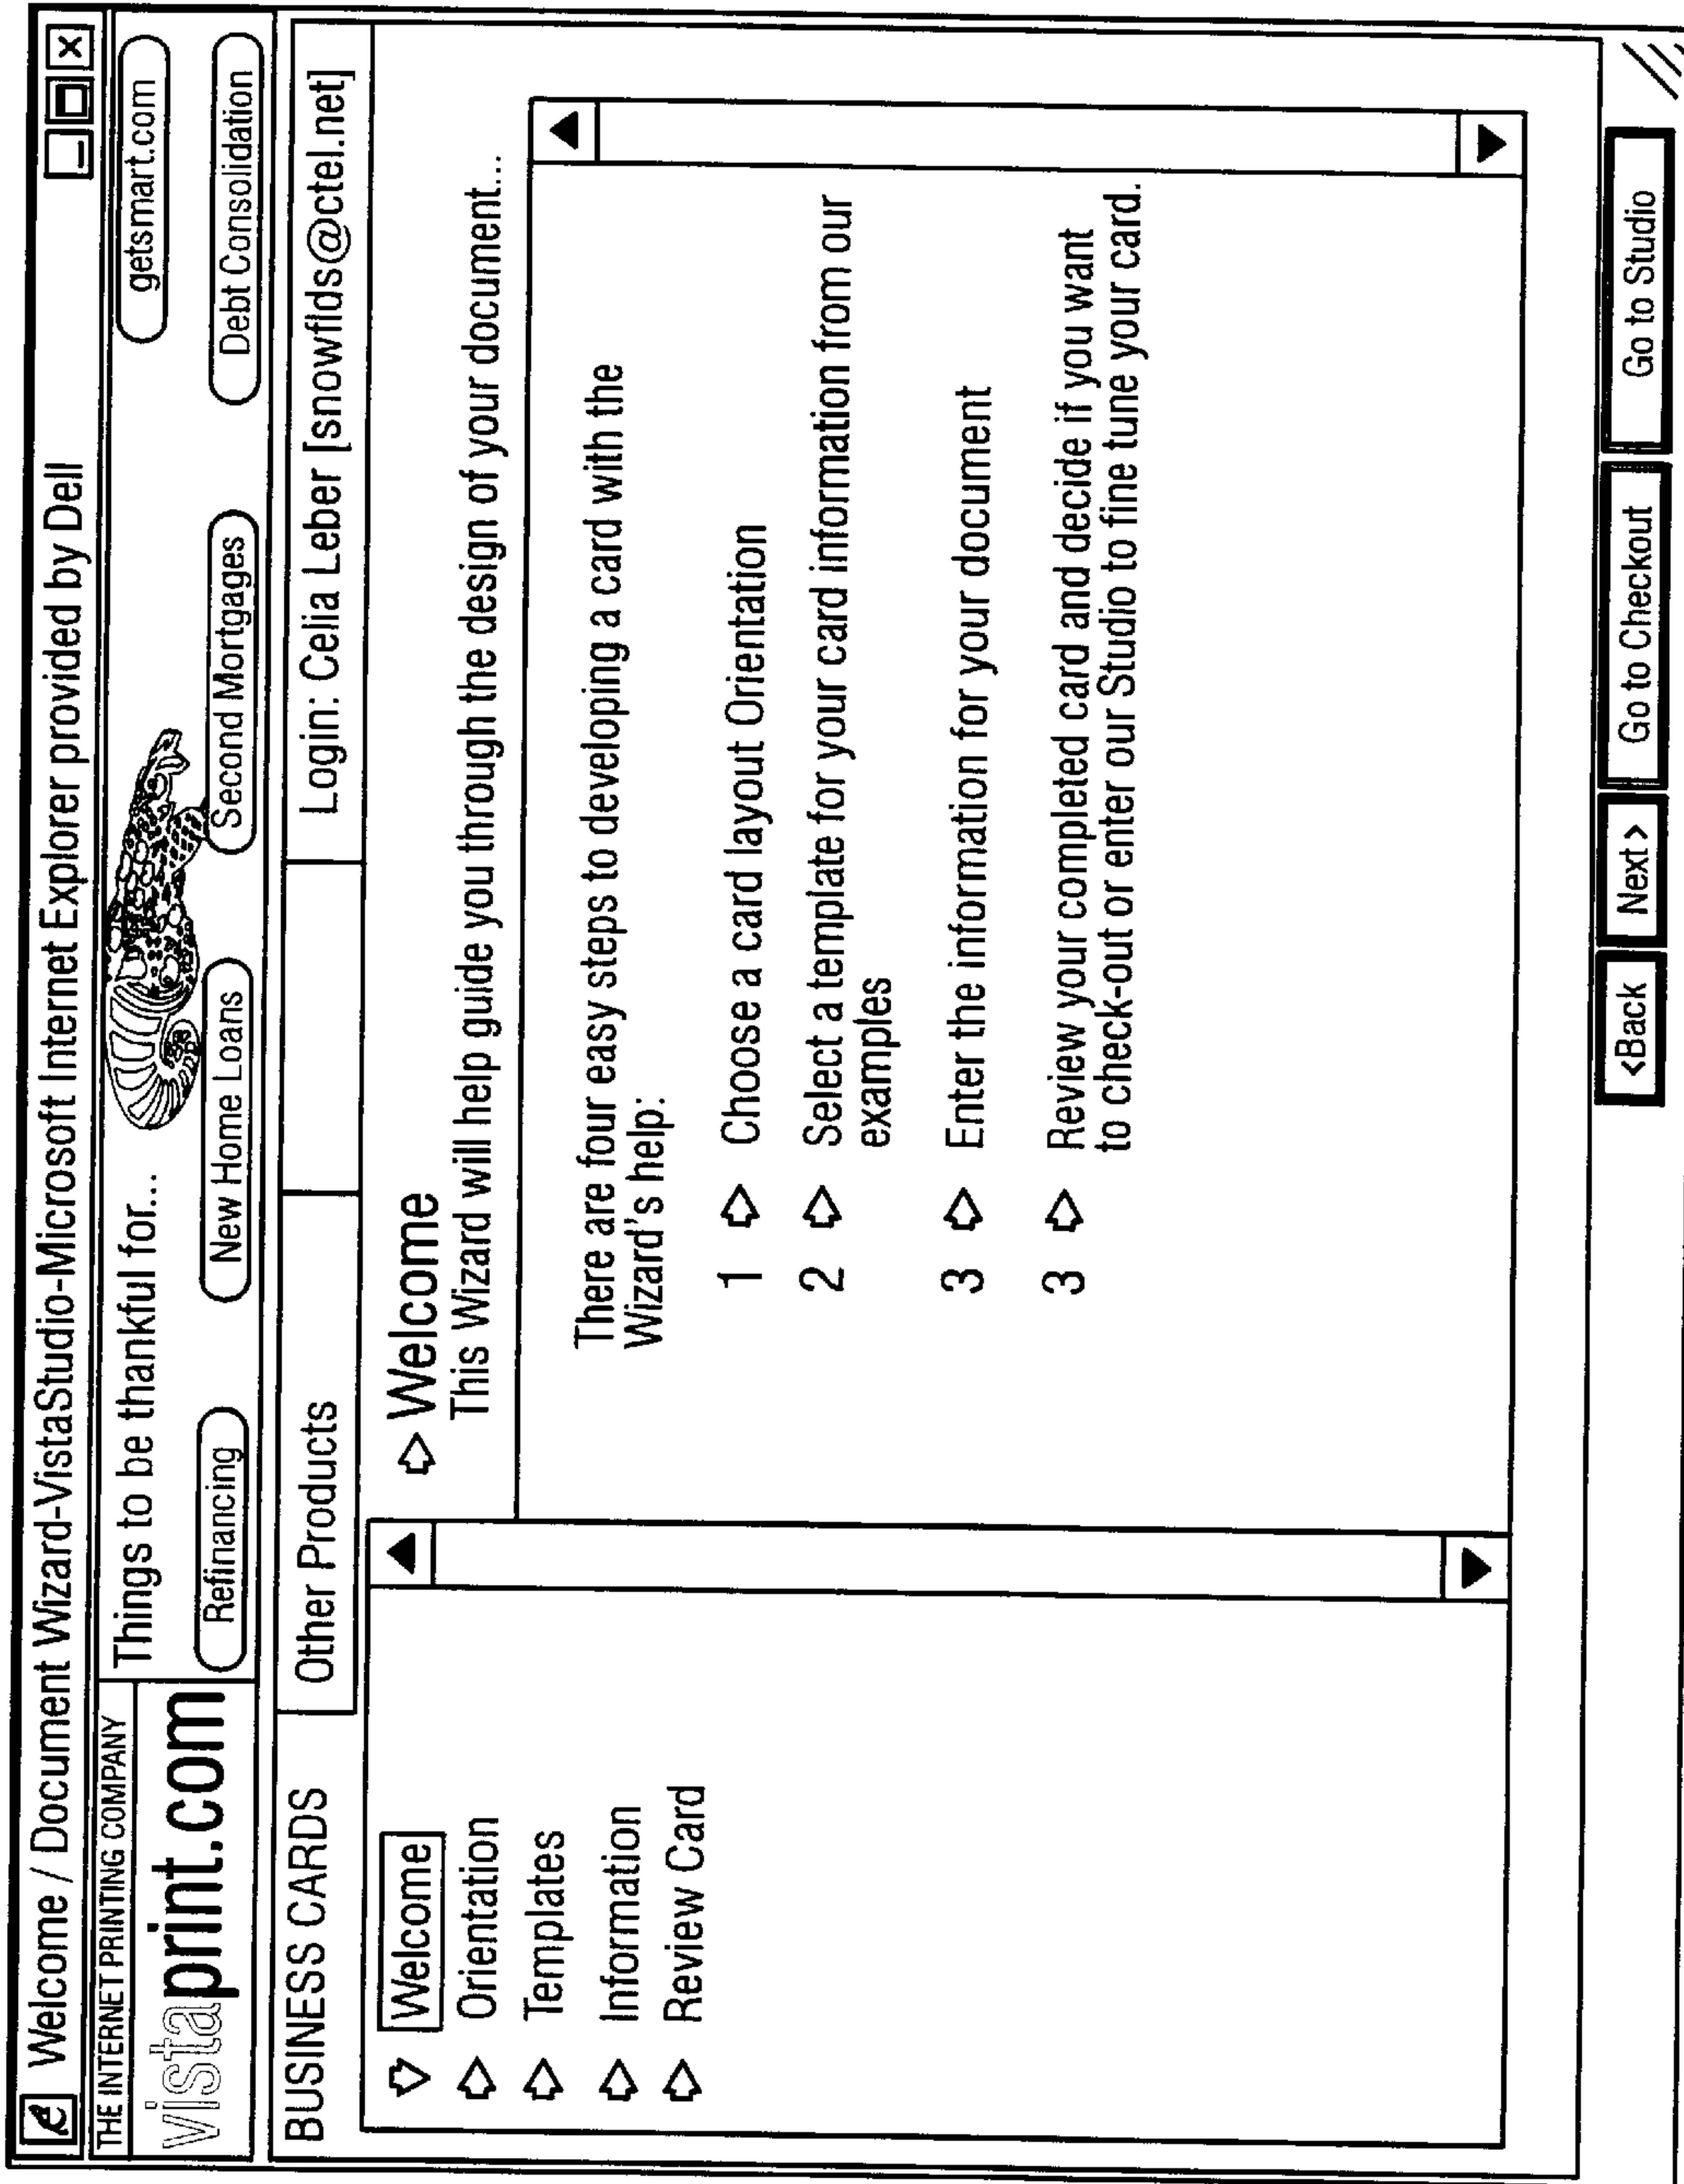 Welcome / Document Wizard-VistaStudio-Microsoft Internet Explorer provided by Dell
THE INTERNET PRINTING COMPANY
vistaprint.com
Things to be thankful for...
getsmart.com
Refinancing
New Home Loans
Second Mortgages
Debt Consolidation
BUSINESS CARDS
Other Products
Login: Celia Leber [snowflds@ctel.net]
Welcome
Orientation
Templates
Information
Review Card
Welcome
This Wizard will help guide you through the design of your document...
There are four easy steps to developing a card with the
Wizard's help:
1 Choose a card layout Orientation
2 Select a template for your card information from our
examples
3 Enter the information for your document
3 Review your completed card and decide if you want
to check-out or enter our Studio to fine tune your card.
<Back
Next>
Go to Checkout
Go to Studio